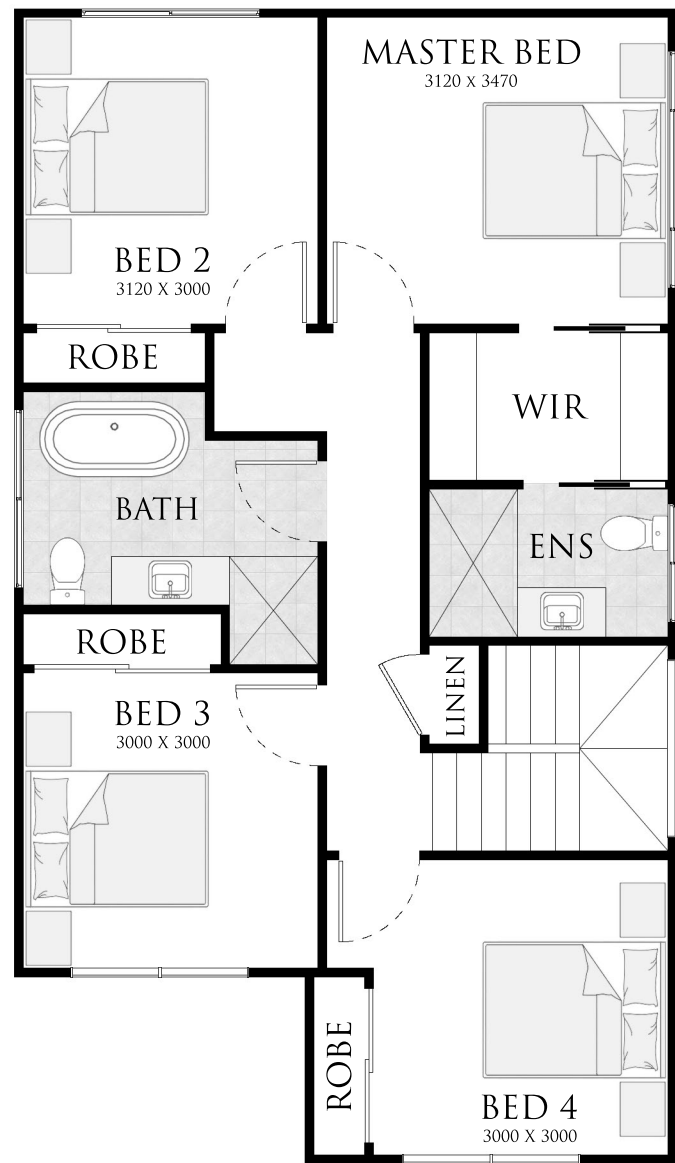 MASTER BED
3120 X 3470
BED 2
3120 X 3000
ROBE
WIR
BATH
ENS
ROBE
LINEN
BED 3
3000 X 3000
ROBE
BED 4
3000 X 3000